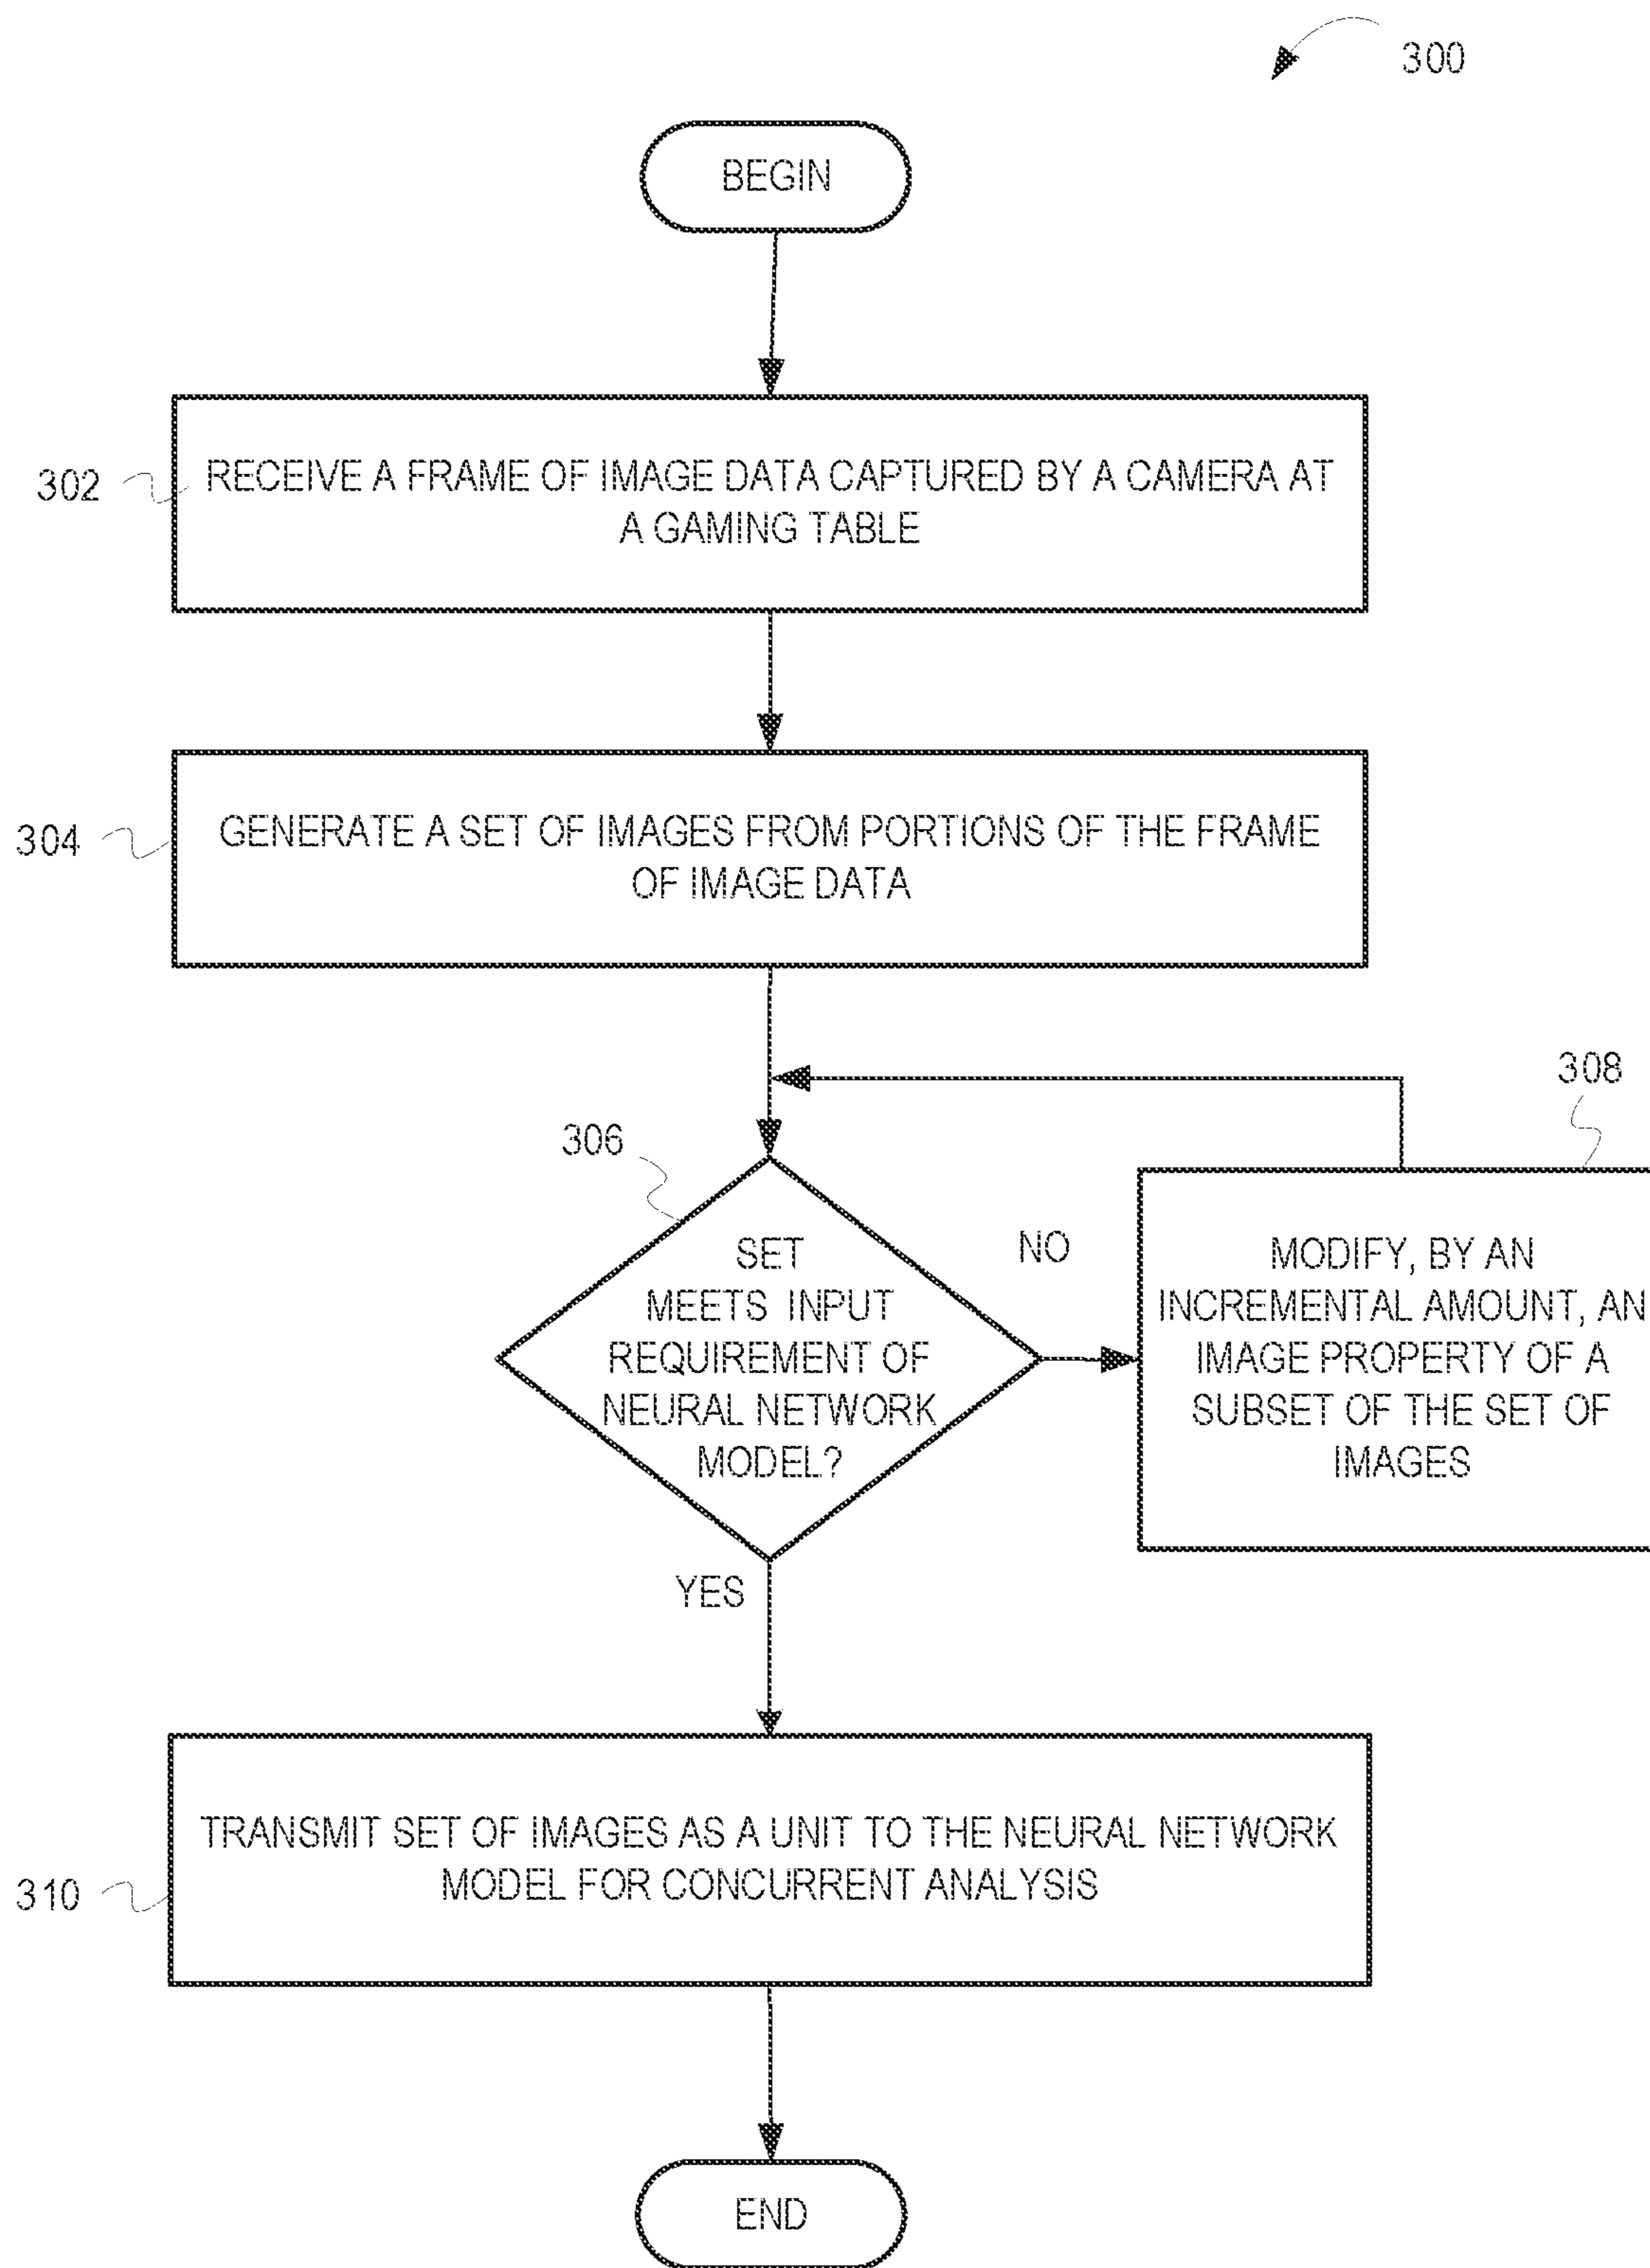 300
BEGIN
302
RECEIVE A FRAME OF IMAGE DATA CAPTURED BY A CAMERA AT
A GAMING TABLE
304
GENERATE A SET OF IMAGES FROM PORTIONS OF THE FRAME
OF IMAGE DATA
306
SET
MEETS INPUT
REQUIREMENT OF
NEURAL NETWORK
MODEL?
NO
308
MODIFY, BY AN
INCREMENTAL AMOUNT, AN
IMAGE PROPERTY OF A
SUBSET OF THE SET OF
IMAGES
YES
310
TRANSMIT SET OF IMAGES AS A UNIT TO THE NEURAL NETWORK
MODEL FOR CONCURRENT ANALYSIS
END